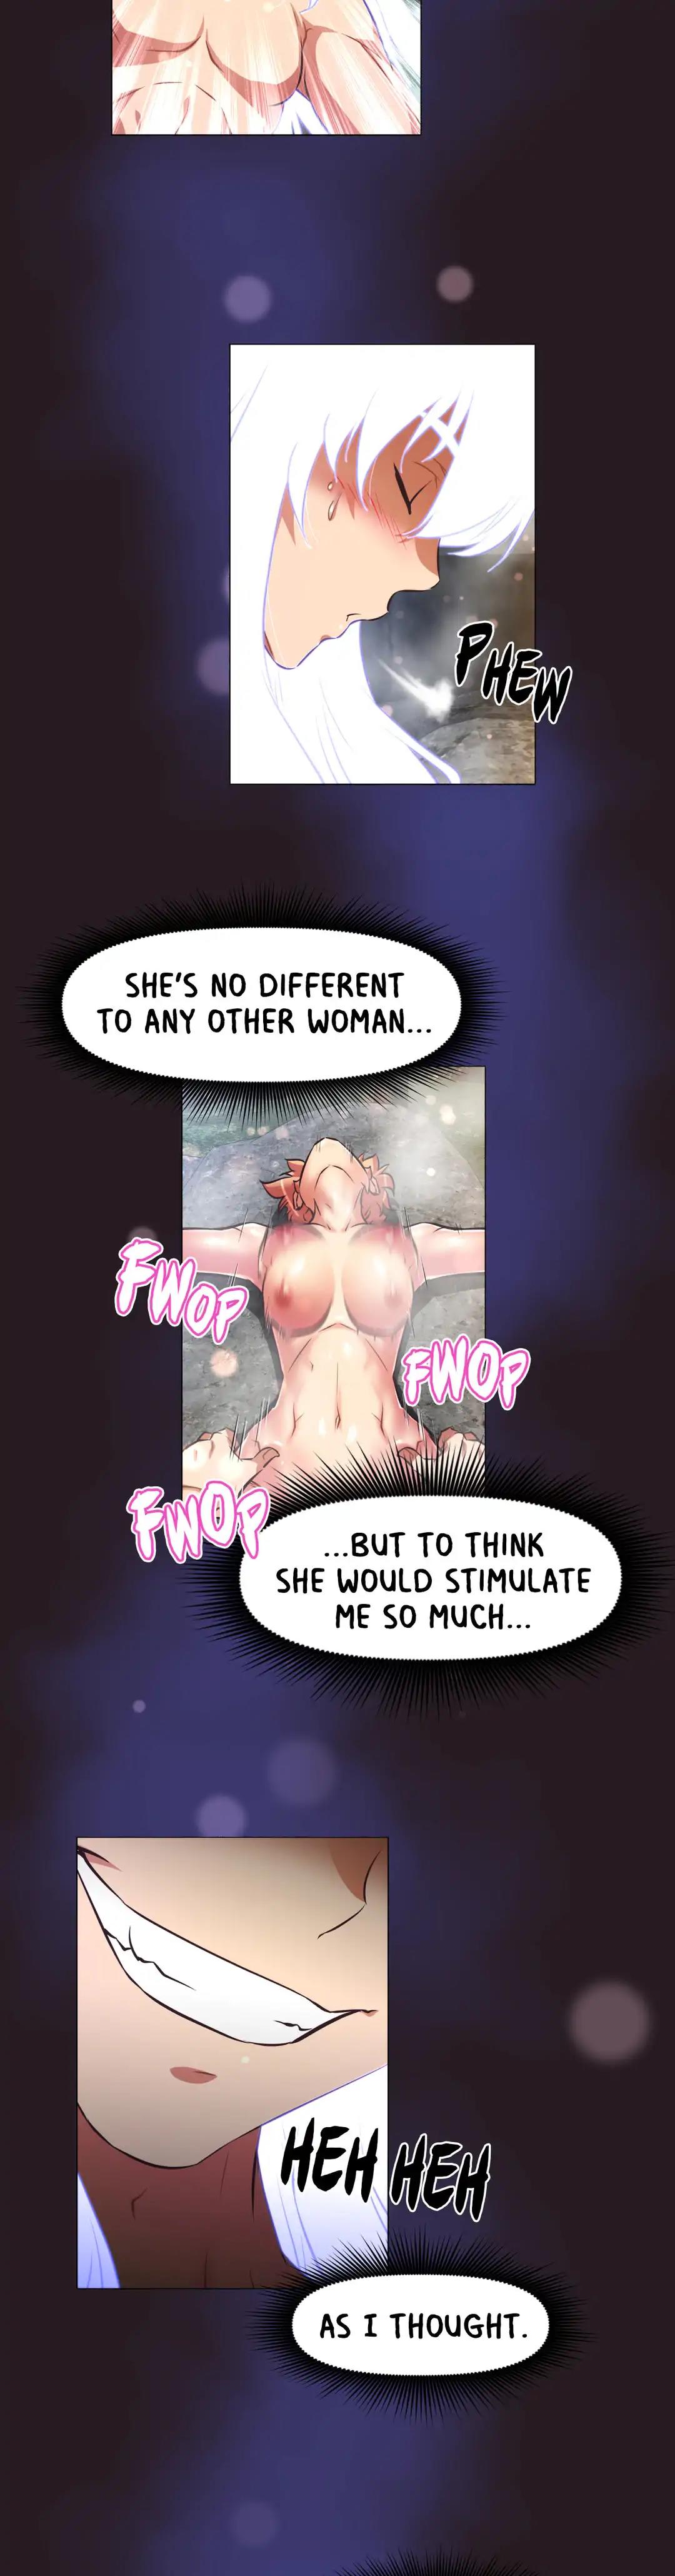 PHEW
SHE'S NO DIFFERENT
TO ANY OTHER WOMAN...
FWOP
FWOP
FWOP
...BUT TO THINK
SHE WOULD STIMULATE
ME SO MUCH...
HEH HEH
AS I THOUGHT.